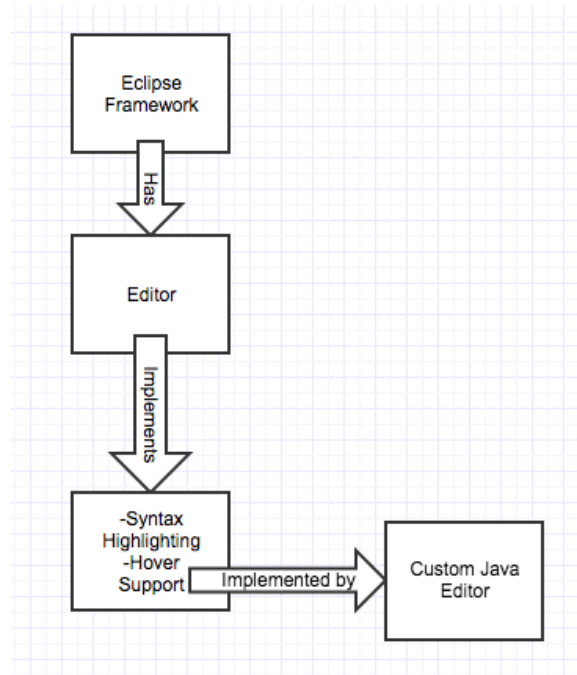 Eclipse
Framework
Has
Editor
Implements
-Syntax
Highlighting
-Hover
Support
Implemented by
Custom Java
Editor